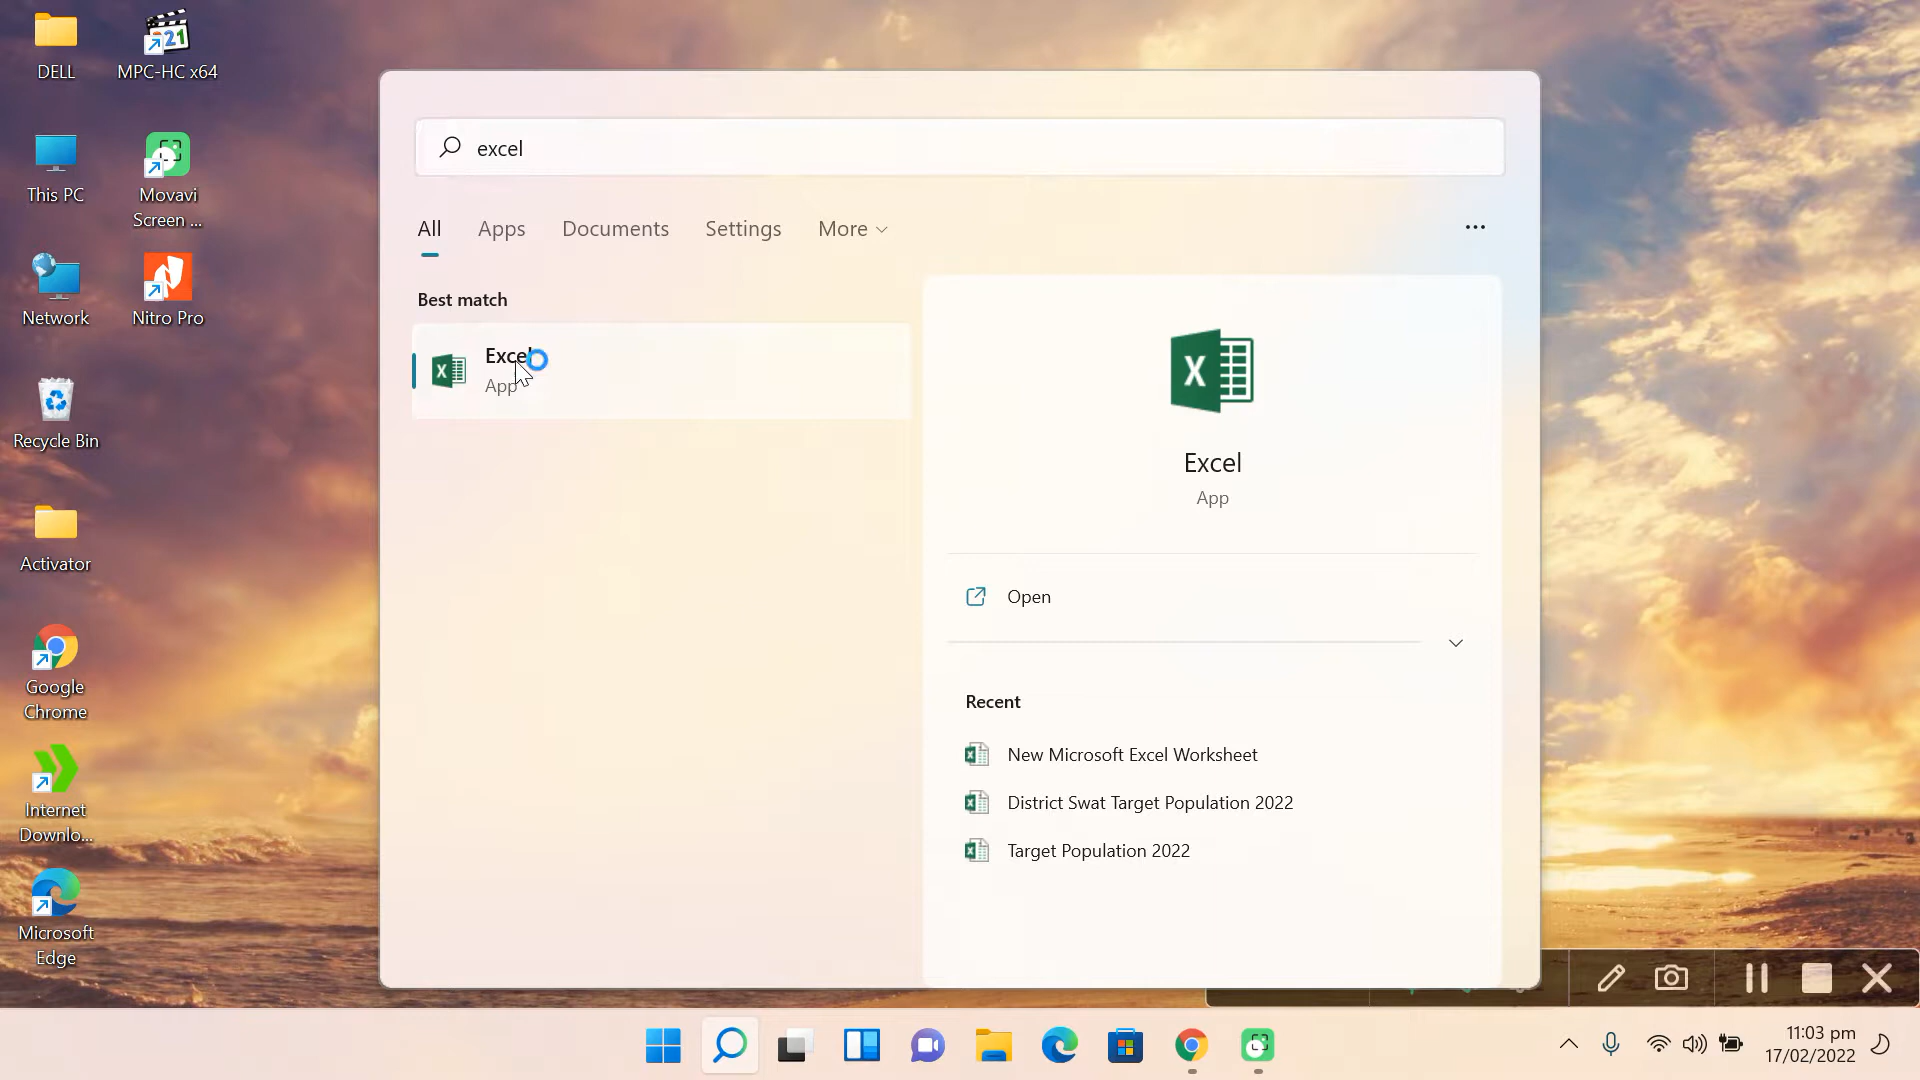 DELL
MPC-HC x64
This PC
Movavi
Screen ...
Network
Nitro Pro
Recycle Bin
Activator
Google
Chrome
Internet
Downlo...
Microsoft
Edge
excel
All
Apps
Documents
Settings
More
Best match
Excel
App
Excel
App
Open
Recent
New Microsoft Excel Worksheet
District Swat Target Population 2022
Target Population 2022
11:03 pm
17/02/2022